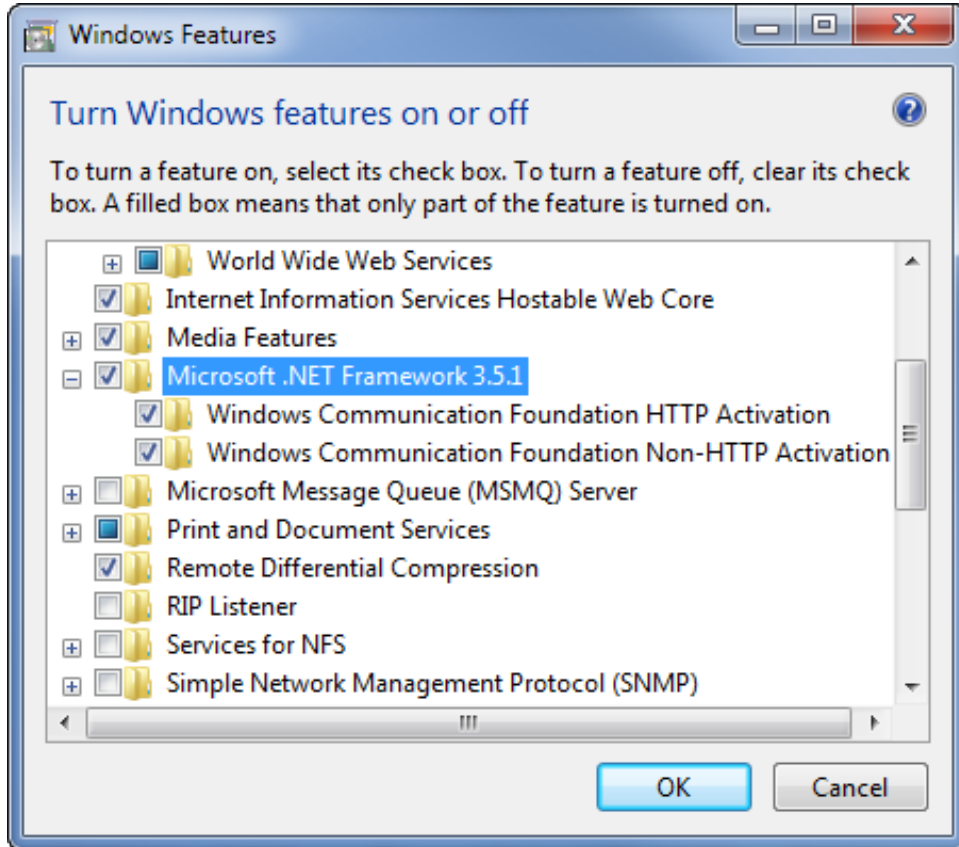 Windows Features
Turn Windows features on or off
To turn a feature on, select its check box. To turn a feature off, clear its check
box. A filled box means that only part of the feature is turned on.
World Wide Web Services
Internet Information Services Hostable Web Core
Media Features
Microsoft .NET Framework 3.5.1
Windows Communication Foundation HTTP Activation
Windows Communication Foundation Non-HTTP Activation
Microsoft Message Queue (MSMQ) Server
Print and Document Services
Remote Differential Compression
RIP Listener
Services for NFS
Simple Network Management Protocol (SNMP)
OK Cancel